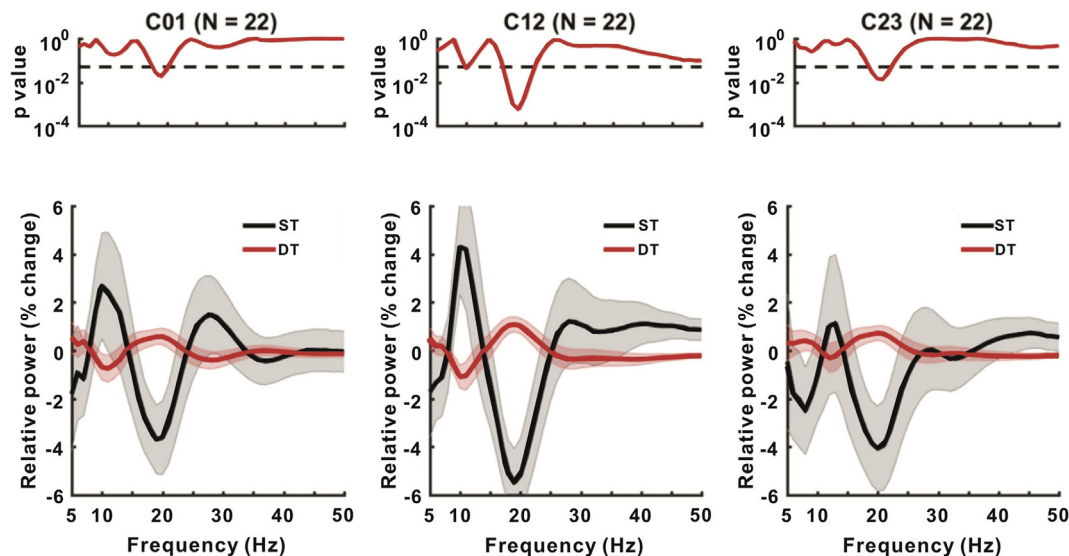 C01 (N = 22)
C12 (N = 22)
C23 (N = 22)
p value
10^0
10^-2
10^-4
p value
10^0
10^-2
10^-4
p value
10^0
10^-2
10^-4
Relative power (% change)
6
4
2
0
-2
-4
-6
ST
DT
5 10 20 30 40 50
Frequency (Hz)
Relative power (% change)
6
4
2
0
-2
-4
-6
ST
DT
5 10 20 30 40 50
Frequency (Hz)
Relative power (% change)
6
4
2
0
-2
-4
-6
ST
DT
5 10 20 30 40 50
Frequency (Hz)